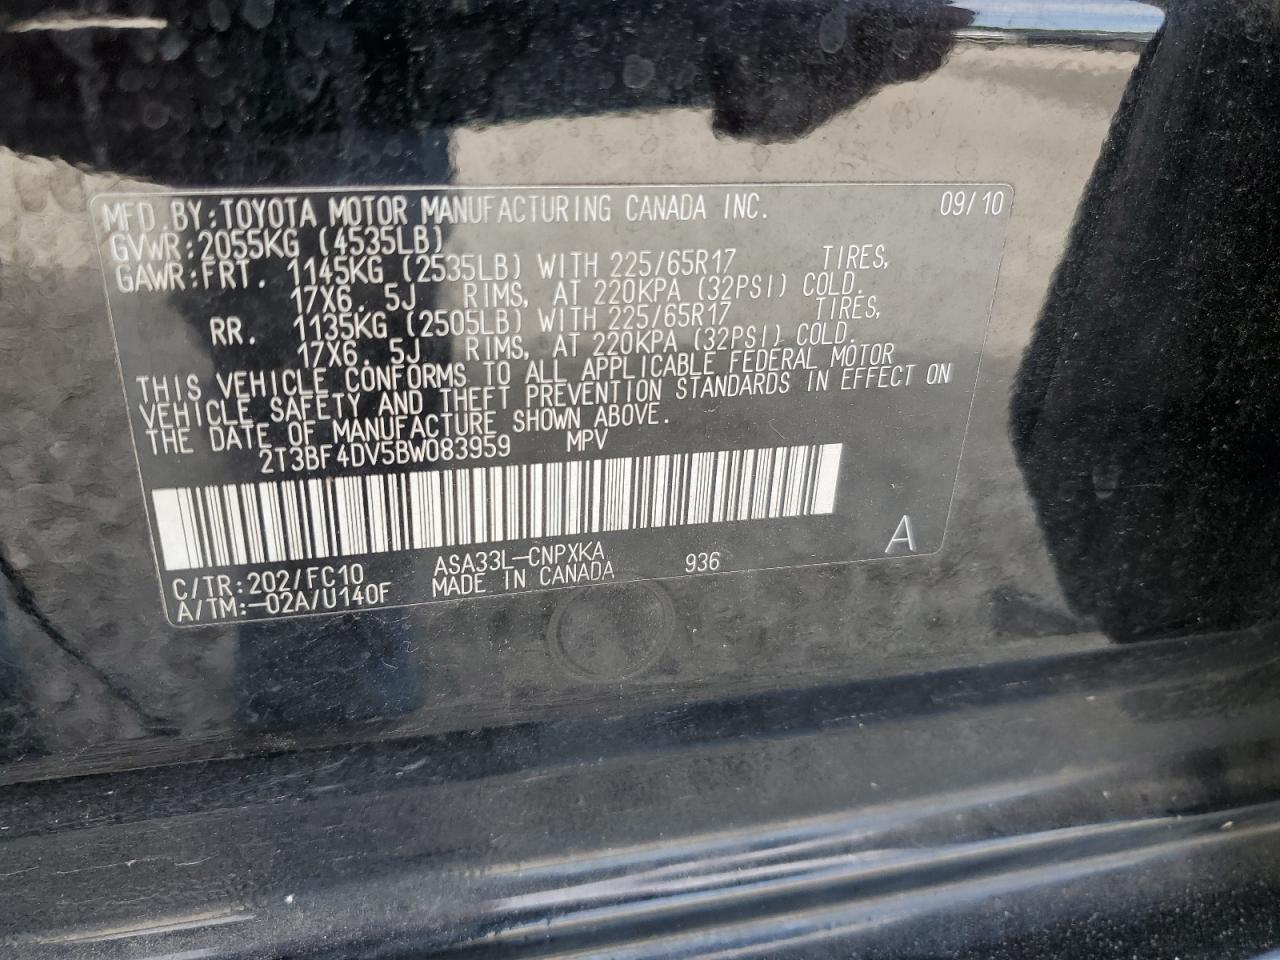 MFD. BY: TOYOTA MOTOR MANUFACTURING CANADA INC. 09/10
GVWR: 2055KG (4535LB)
GAWR: FRT. 1145KG (2535LB) WITH 225/65R17 TIRES,
17X6. 5J RIMS, AT 220KPA (32PSI) COLD.
RR. 1135KG (2505LB) WITH 225/65R17 TIRES,
17X6. 5J RIMS, AT 220KPA (32PSI) COLD.
THIS VEHICLE CONFORMS TO ALL APPLICABLE FEDERAL MOTOR
VEHICLE SAFETY AND THEFT PREVENTION STANDARDS IN EFFECT ON
THE DATE OF MANUFACTURE SHOWN ABOVE.
2T3BF4DV5BW083959 MPV
C/TR: 202/FC10 ASA33L-CNPXKA 936 A
A/TM: -02A/U140F MADE IN CANADA